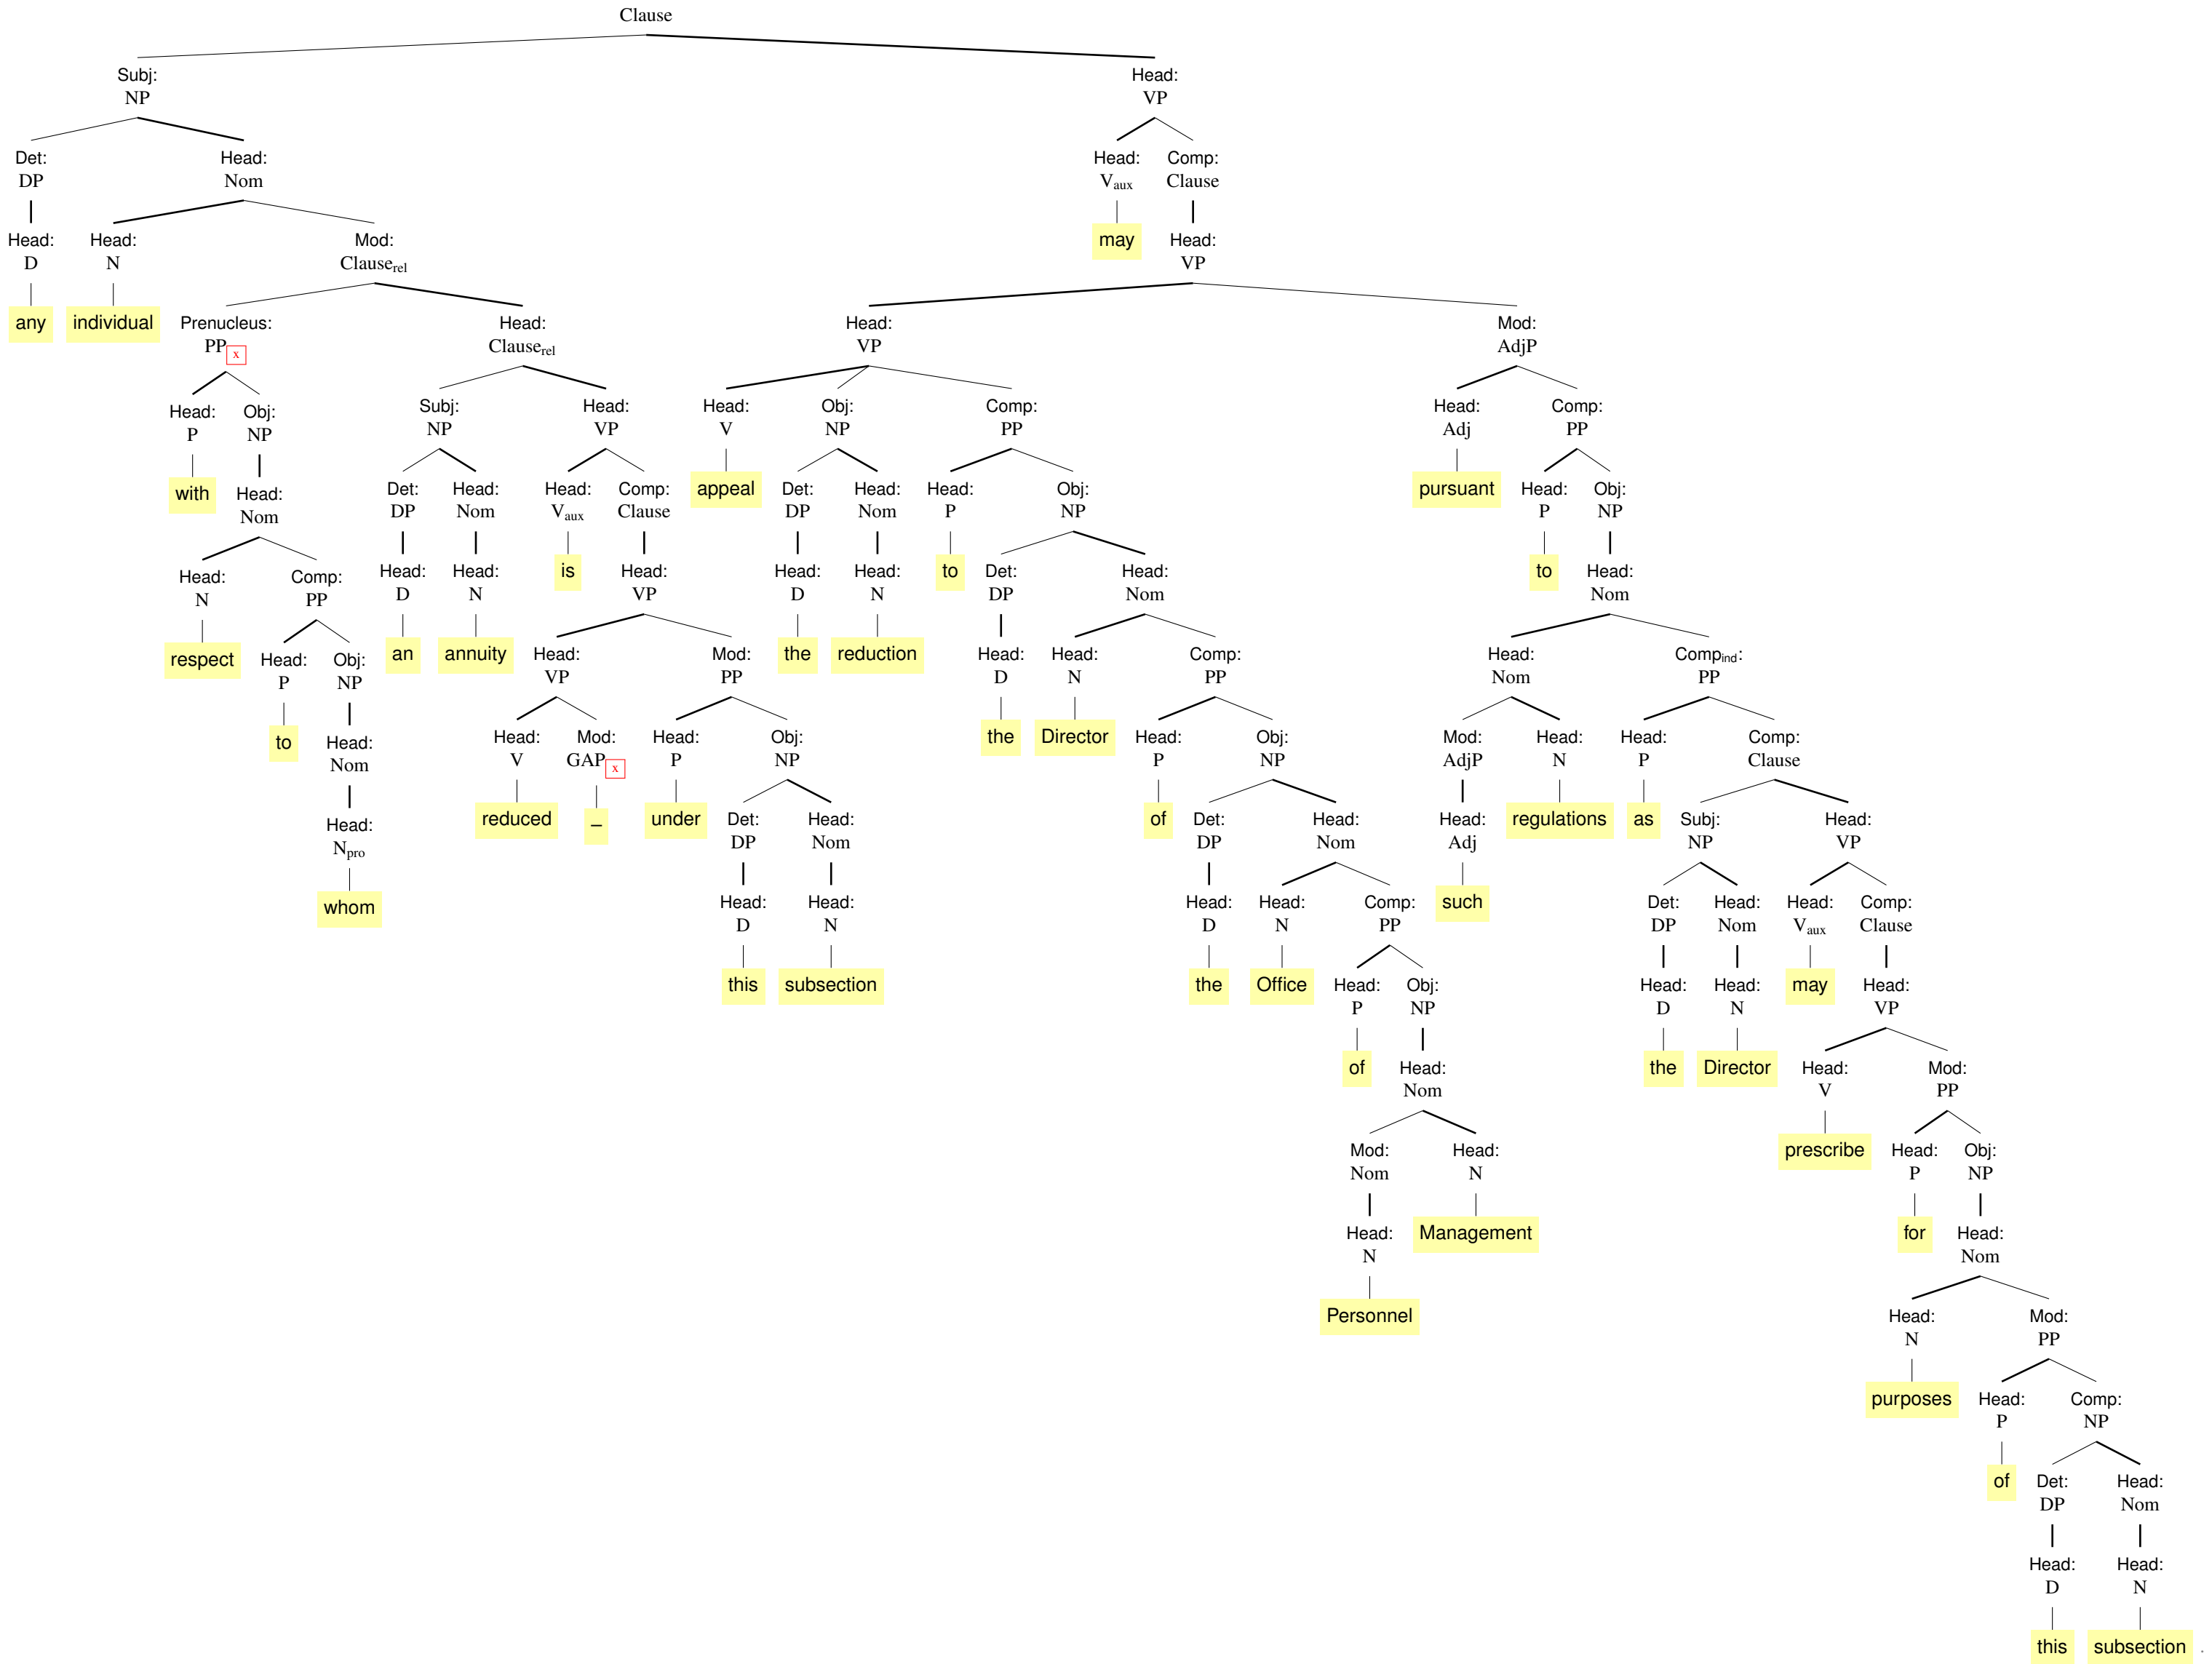 Clause
Subj: Head:
NP VP
Det: Head: Head: Comp:
DP Nom Vaux Clause
Head: Head: Mod: may Head:
D N Clauserel VP
any individual Prenucleus: Head: Head: Mod:
PPx Clauserel VP AdjP
Head: Obj: Subj: Head: Head: Obj: Comp: Head: Comp:
P NP NP VP V NP PP Adj PP
with Head: Det: Head: Head: Comp: appeal Det: Head: Head: Obj: pursuant Head: Obj:
Nom DP Nom Vaux Clause DP Nom P NP P NP
Head: Comp: Head: Head: is Head: Head: Head: to Det: Head: to Head:
N PP D N VP D N DP Nom Nom
respect Head: Obj: an annuity Head: Mod: the reduction Head: Head: Comp: Head: Compind:
P NP VP PP D N PP Nom PP
to Head: Head: Mod: Head: Obj: the Director Head: Obj: Mod: Head: Head: Comp:
Nom V GAPx P NP P NP AdjP N P Clause
Head: reduced – under Det: Head: of Det: Head: Head: regulations as Subj: Head:
Npro DP Nom DP Nom Adj NP VP
whom Head: Head: Head: Head: Comp: such Det: Head: Head: Comp:
D N D N PP DP Nom Vaux Clause
this subsection the Office Head: Obj: Head: Head: may Head:
P NP D N VP
of Head: the Director Head: Mod:
Nom V PP
Mod: Head: prescribe Head: Obj:
Nom N P NP
Head: Management for Head:
N Nom
Personnel Head: Mod:
N PP
purposes Head: Comp:
P NP
of Det: Head:
DP Nom
Head: Head:
D N
this subsection .